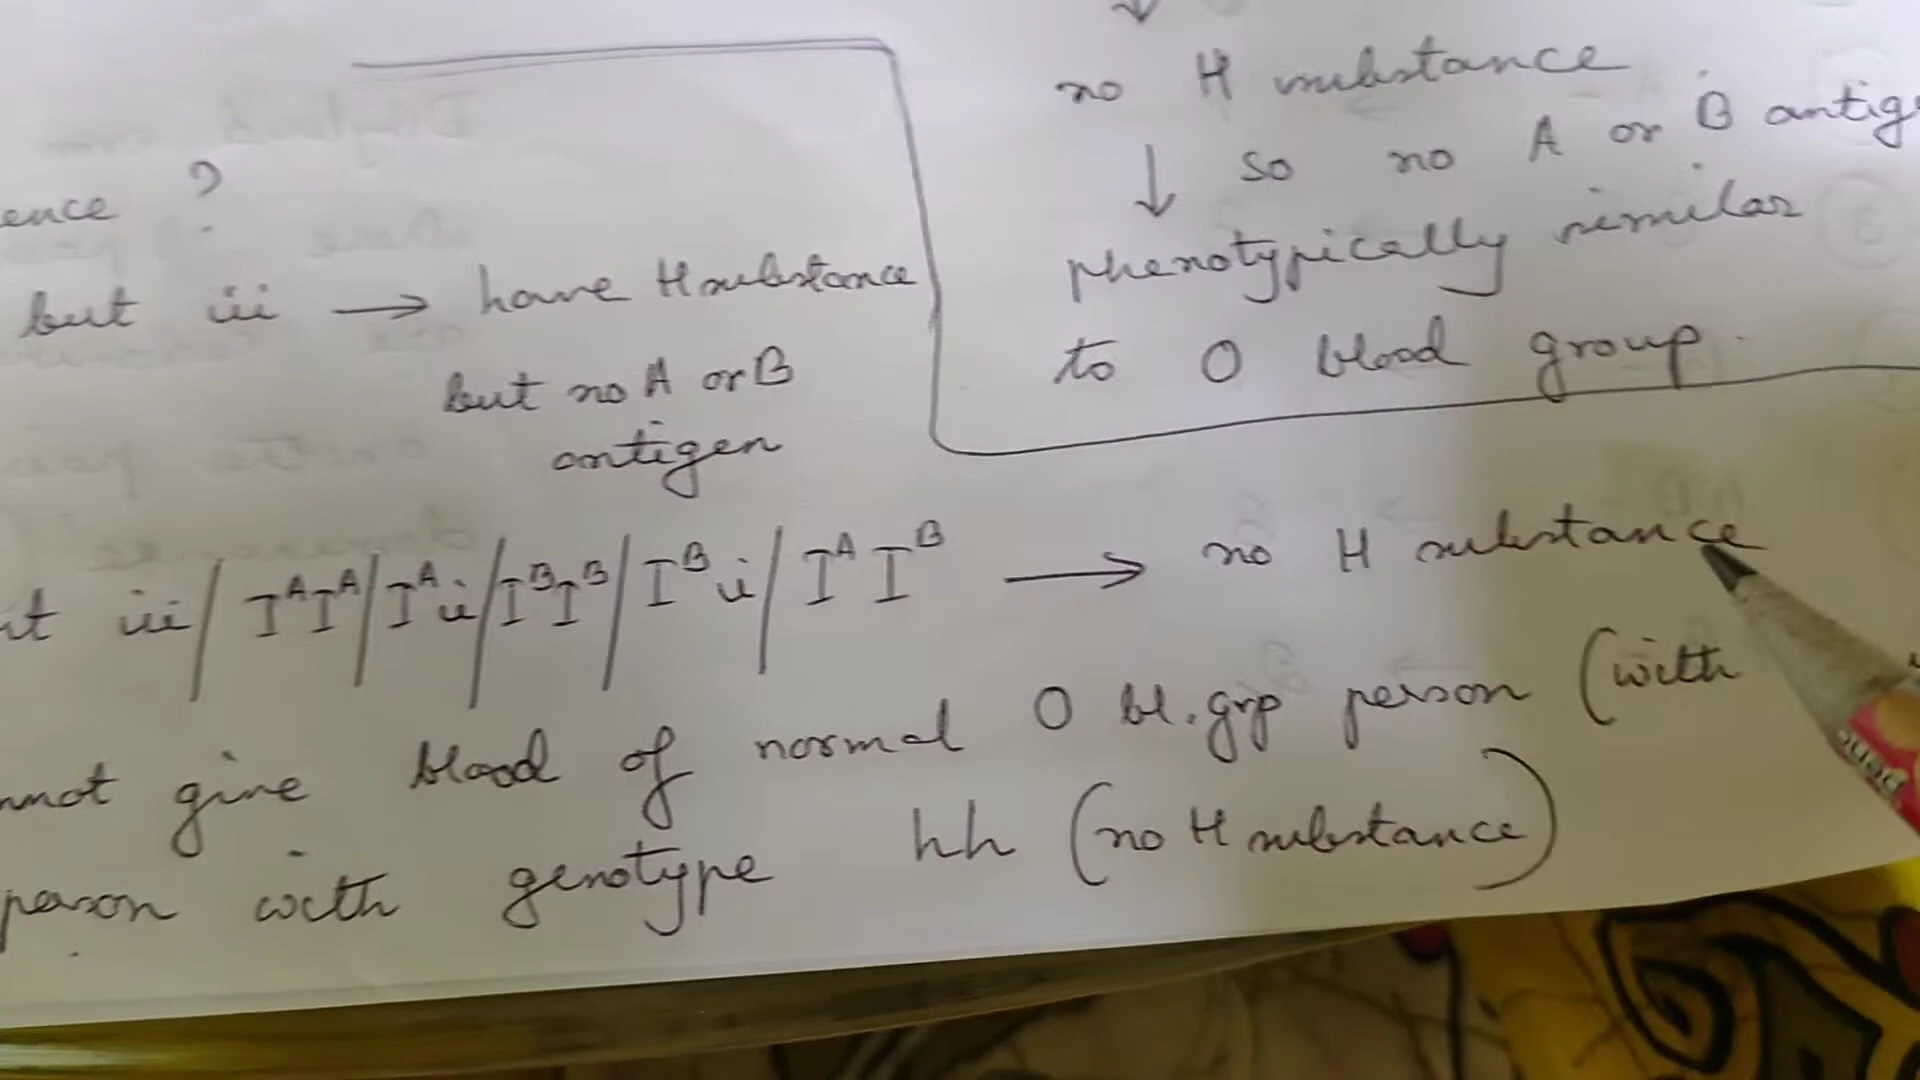 no H substance
↓ so no A or B antig
phenotypically similar
to O blood group.
ence ?
but ii → have H substance
but no A or B
antigen
ii / I^A I^A / I^A i / I^B I^B / I^B i / I^A I^B → no H substance
give blood of normal O bl.grp person (with
person with genotype hh (no H substance)